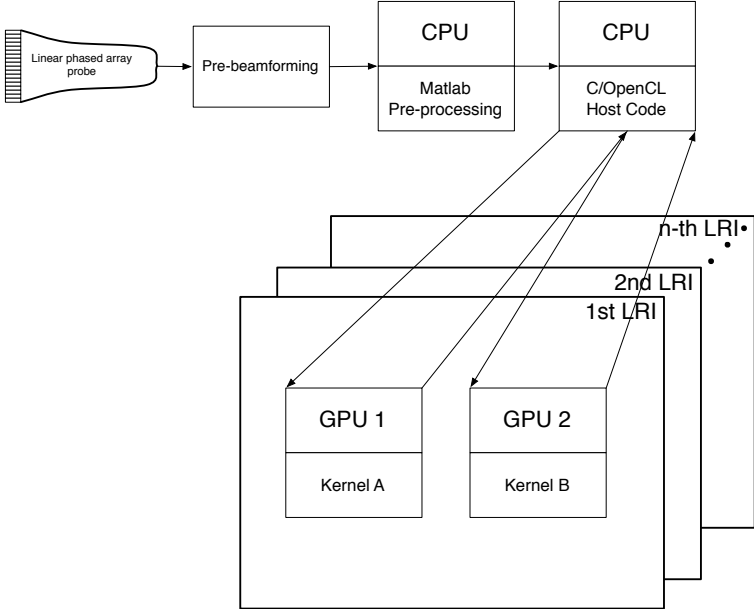 Linear phased array
probe
Pre-beamforming
CPU
Matlab
Pre-processing
CPU
C/OpenCL
Host Code
n-th LRI
2nd LRI
1st LRI
GPU 1
Kernel A
GPU 2
Kernel B